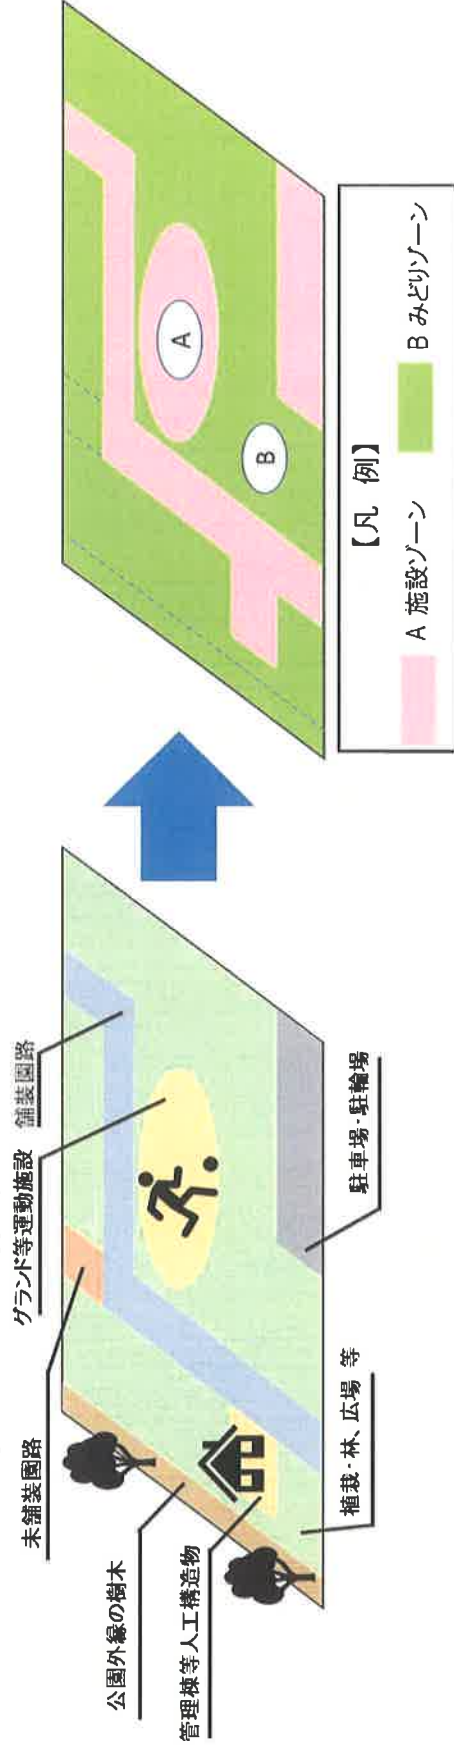 未舗装園路
グランド等運動施設
舗装園路
公園外縁の樹木
管理棟等人工構造物
植栽・林、広場 等
駐車場・駐輪場
A
B
【凡 例】
A 施設ゾーン
B みどりゾーン